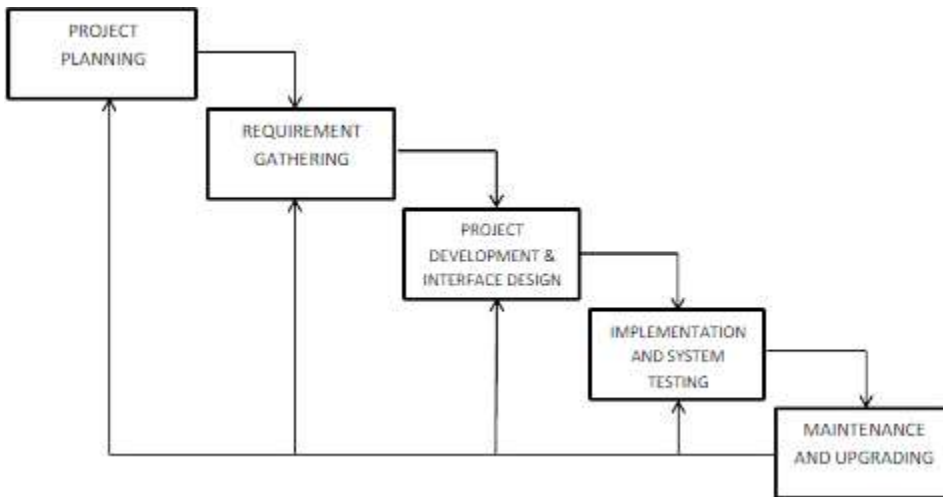 PROJECT
PLANNING
REQUIREMENT
GATHERING
PROJECT
DEVELOPMENT &
INTERFACE DESIGN
IMPLEMENTATION
AND SYSTEM
TESTING
MAINTENANCE
AND UPGRADING